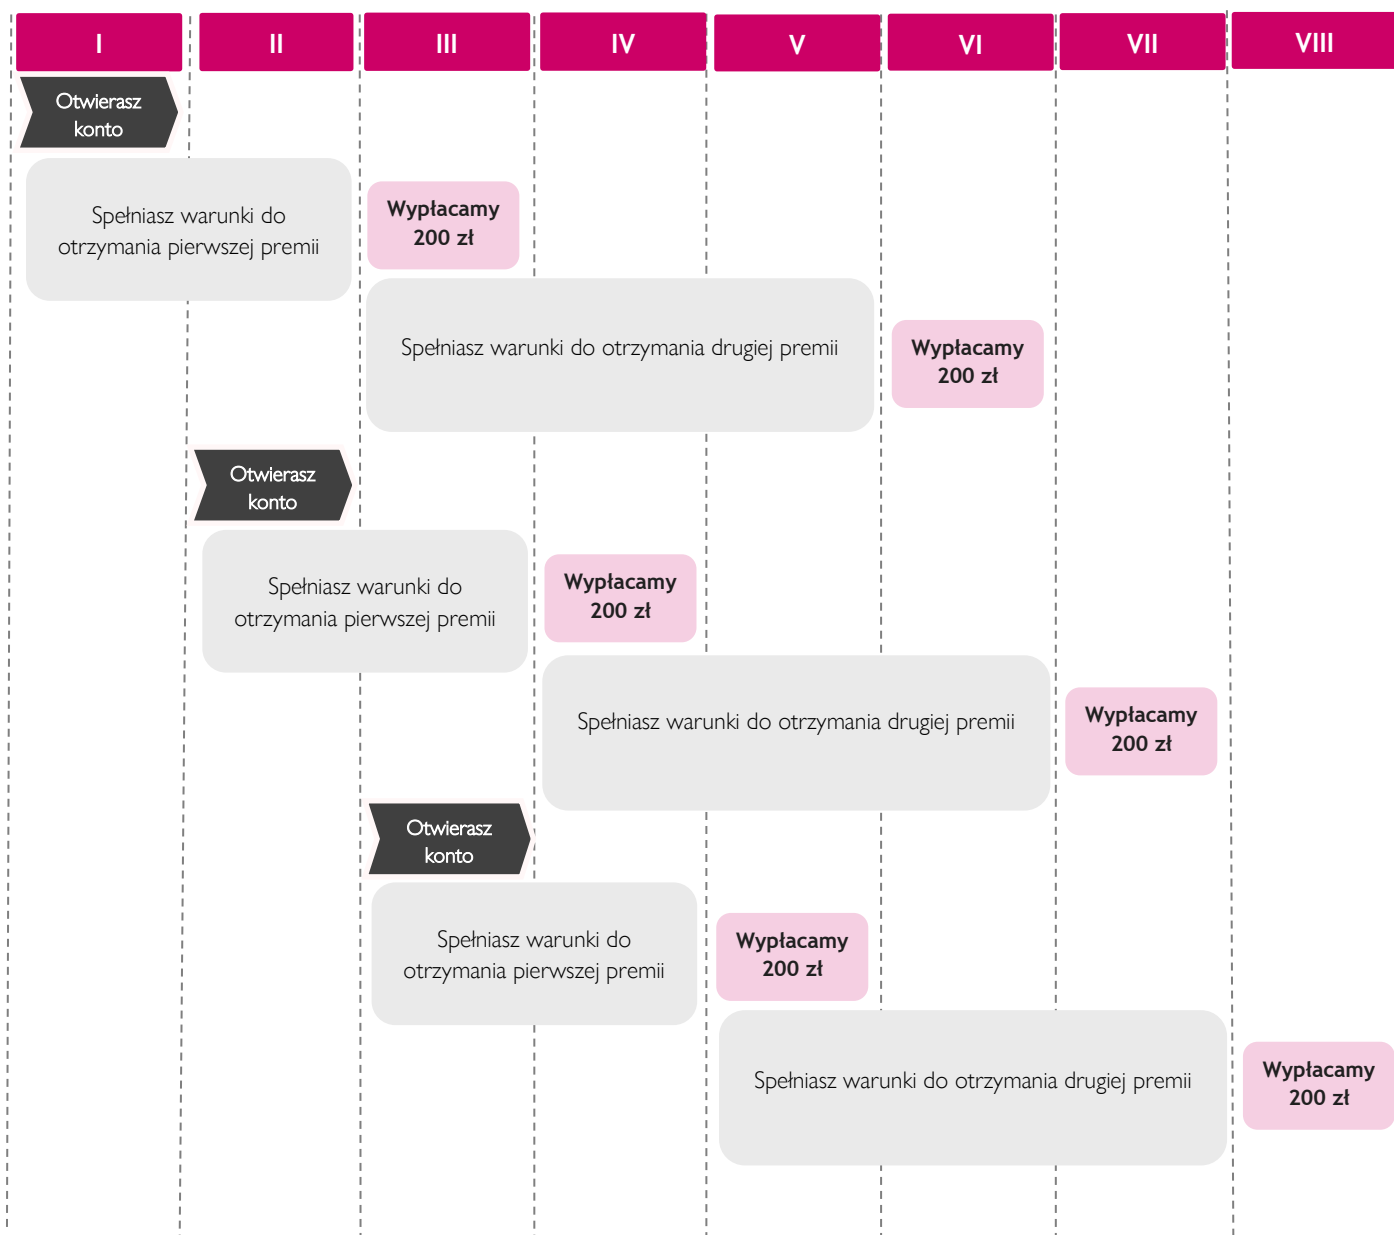 I II III IV V VI VII VIII
Otwierasz
konto
Spełniasz warunki do
otrzymania pierwszej premii
Wypłacamy
200 zł
Spełniasz warunki do otrzymania drugiej premii
Wypłacamy
200 zł
Otwierasz
konto
Spełniasz warunki do
otrzymania pierwszej premii
Wypłacamy
200 zł
Spełniasz warunki do otrzymania drugiej premii
Wypłacamy
200 zł
Otwierasz
konto
Spełniasz warunki do
otrzymania pierwszej premii
Wypłacamy
200 zł
Spełniasz warunki do otrzymania drugiej premii
Wypłacamy
200 zł